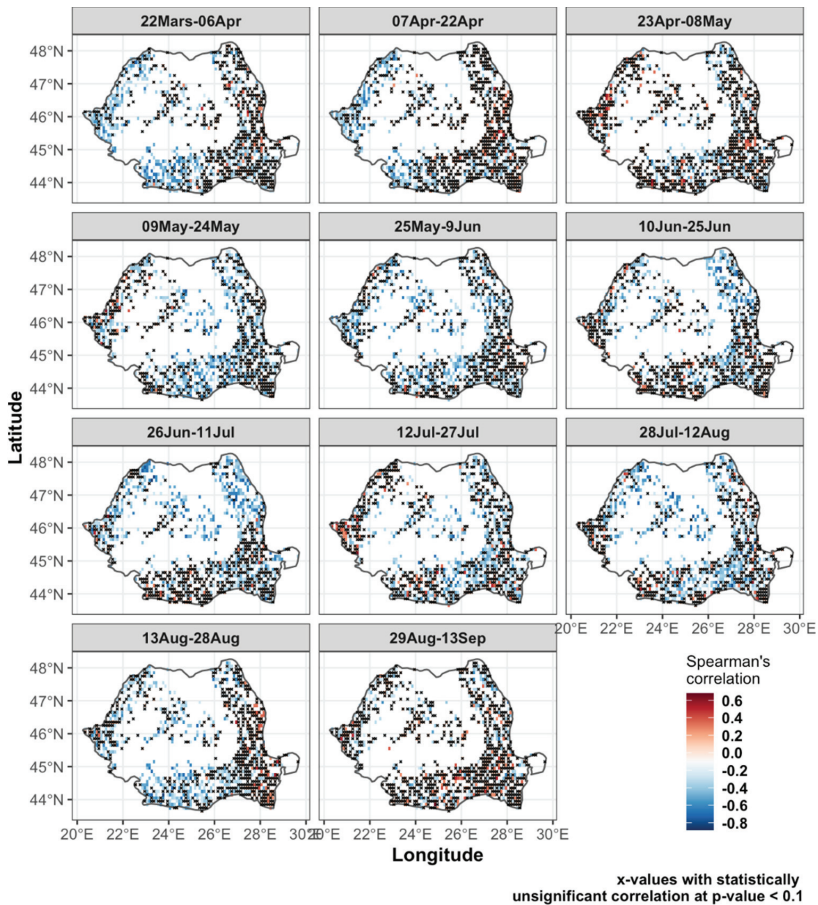 22Mars-06Apr 07Apr-22Apr 23Apr-08May
48°N
47°N
46°N
45°N
44°N
09May-24May 25May-9Jun 10Jun-25Jun
48°N
47°N
46°N
45°N
44°N
Latitude
26Jun-11Jul 12Jul-27Jul 28Jul-12Aug
48°N
47°N
46°N
45°N
44°N
20°E 22°E 24°E 26°E 28°E 30°E
13Aug-28Aug 29Aug-13Sep
48°N
47°N
46°N
45°N
44°N
20°E 22°E 24°E 26°E 28°E 30°E 20°E 22°E 24°E 26°E 28°E 30°E
Longitude
Spearman's
correlation
0.6
0.4
0.2
0.0
-0.2
-0.4
-0.6
-0.8
x-values with statistically
unsignificant correlation at p-value < 0.1